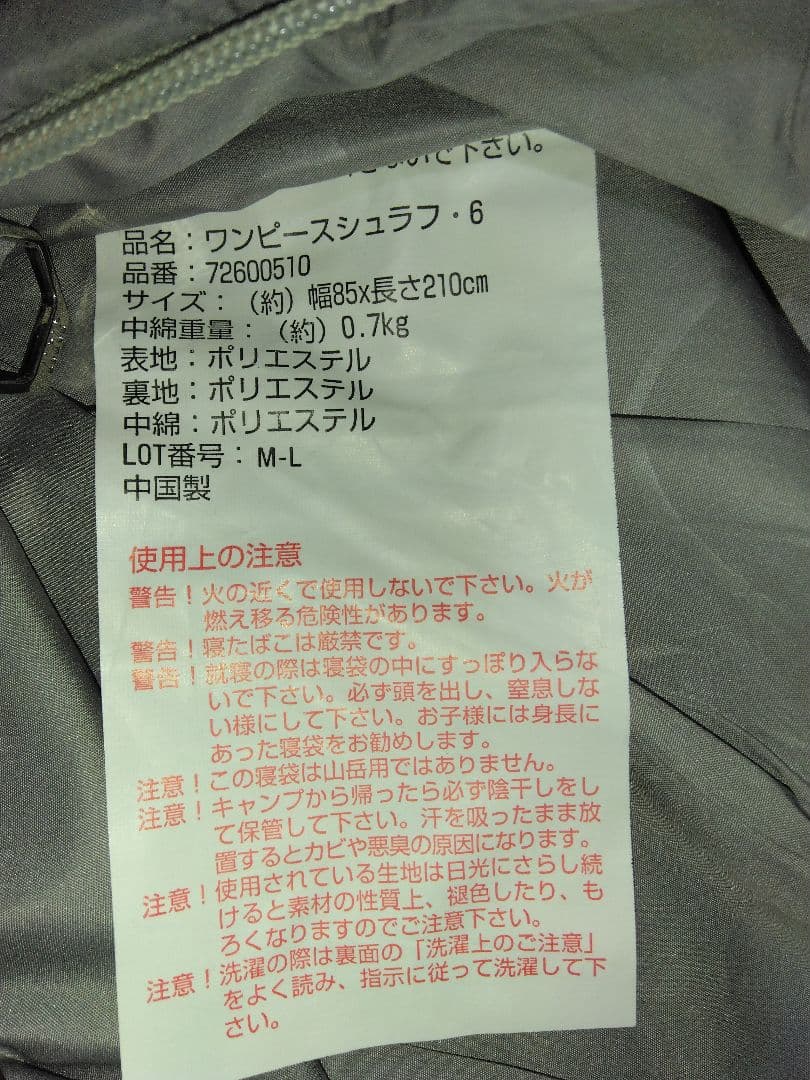 ないで下さい。
品名：ワンピースシュラフ・6
品番：72600510
サイズ：（約）幅85x長さ210cm
中綿重量：（約）0.7kg
表地：ポリエステル
裏地：ポリエステル
中綿：ポリエステル
LOT番号：M-L
中国製
使用上の注意
警告！火の近くで使用しないで下さい。火が
燃え移る危険性があります。
警告！寝たばこは厳禁です。
警告！就寝の際は寝袋の中にすっぽり入らな
いで下さい。必ず頭を出し、窒息しな
い様にして下さい。お子様には身長に
あった寝袋をお勧めします。
注意！この寝袋は山岳用ではありません。
注意！キャンプから帰ったら必ず陰干しをし
て保管して下さい。汗を吸ったまま放
置するとカビや悪臭の原因になります。
注意！使用されている生地は日光にさらし続
けると素材の性質上、褪色したり、も
ろくなりますのでご注意下さい。
注意！洗濯の際は裏面の「洗濯上のご注意」
をよく読み、指示に従って洗濯して下
さい。